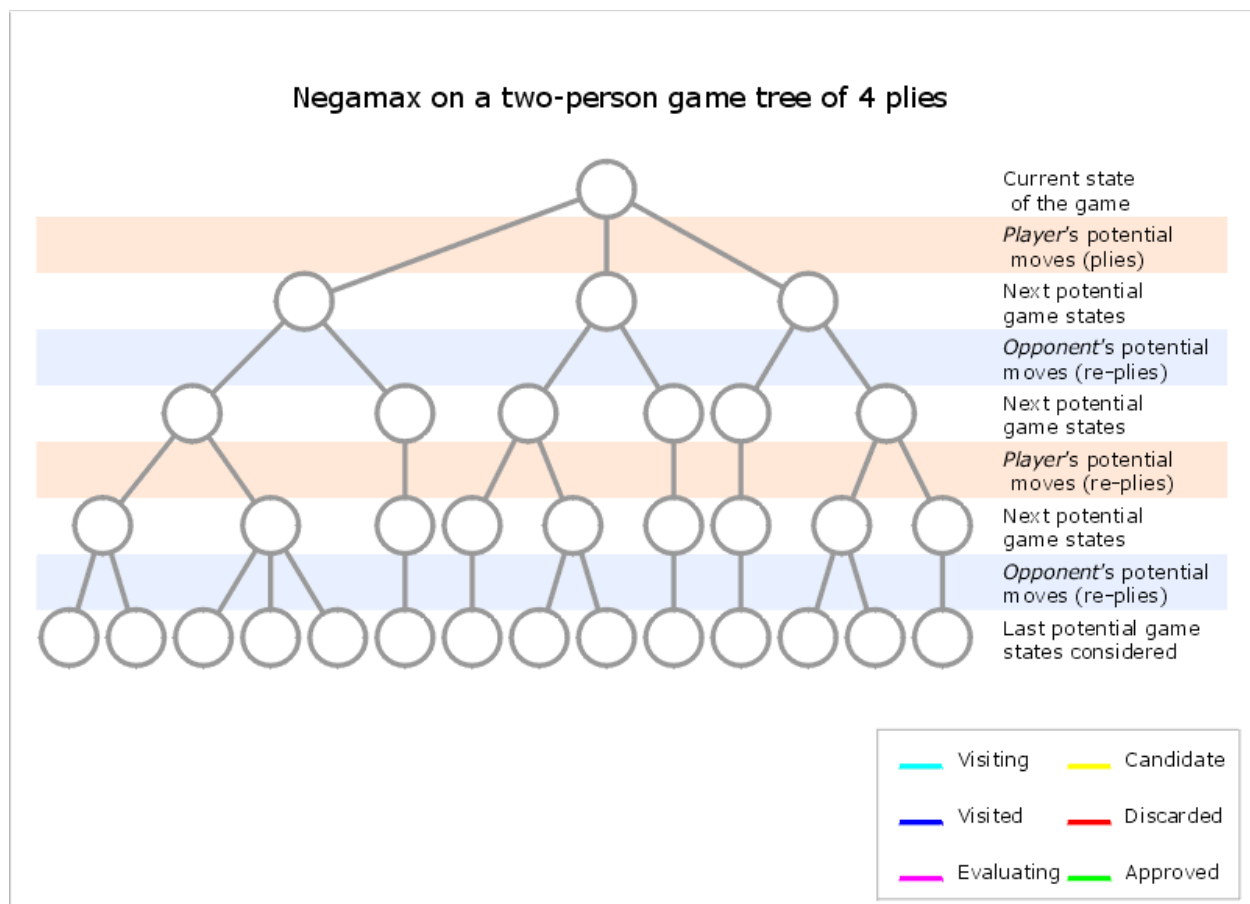 Negamax on a two-person game tree of 4 plies
Current state
of the game
Player's potential
moves (plies)
Next potential
game states
Opponent's potential
moves (re-plies)
Next potential
game states
Player's potential
moves (re-plies)
Next potential
game states
Opponent's potential
moves (re-plies)
Last potential game
states considered
Visiting
Candidate
Visited
Discarded
Evaluating
Approved